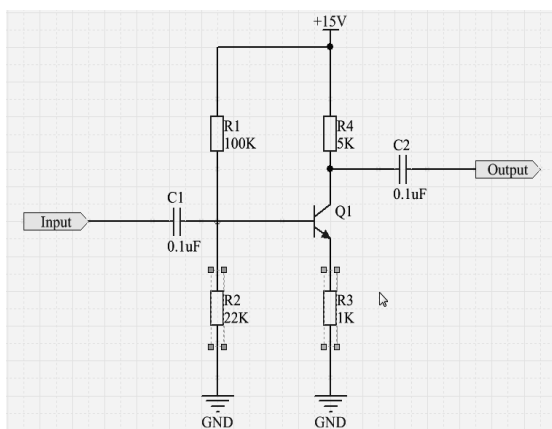 +15V
R1
100K
R4
5K
C2
0.1uF
Output
C1
0.1uF
Input
Q1
R2
22K
R3
1K
GND
GND